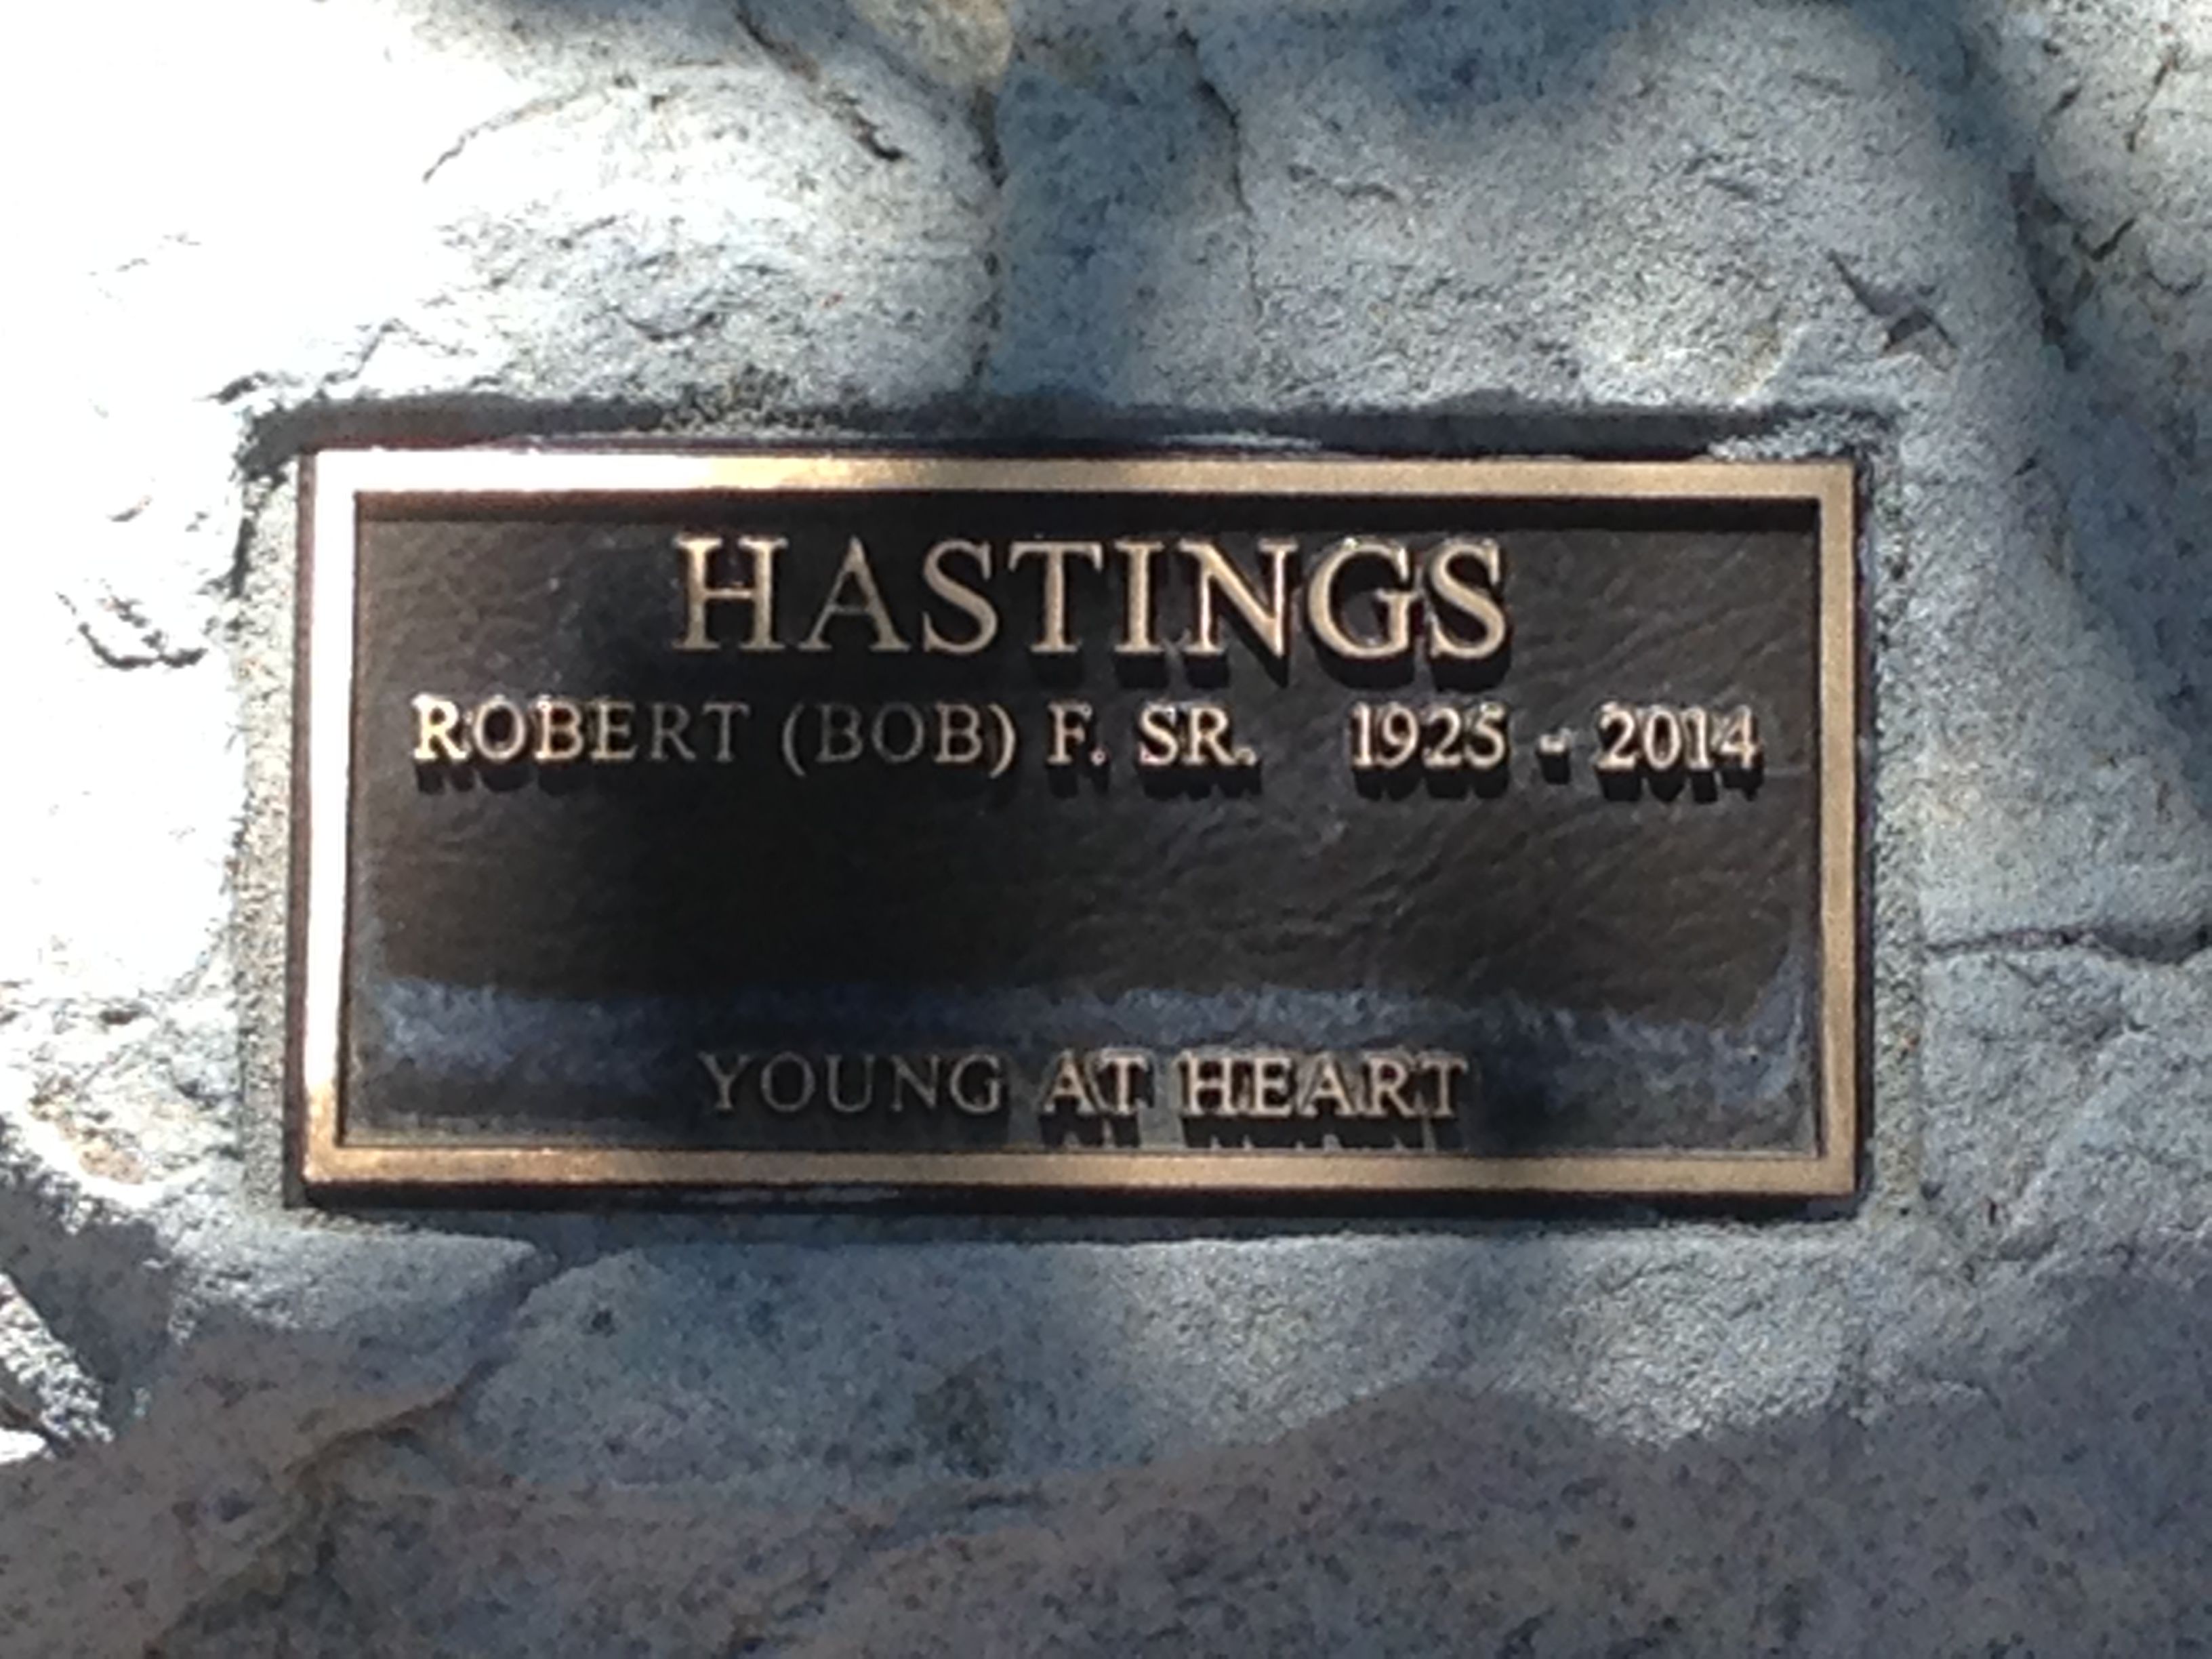 HASTINGS
ROBERT (BOB) F. SR. 1925 - 2014
YOUNG AT HEART